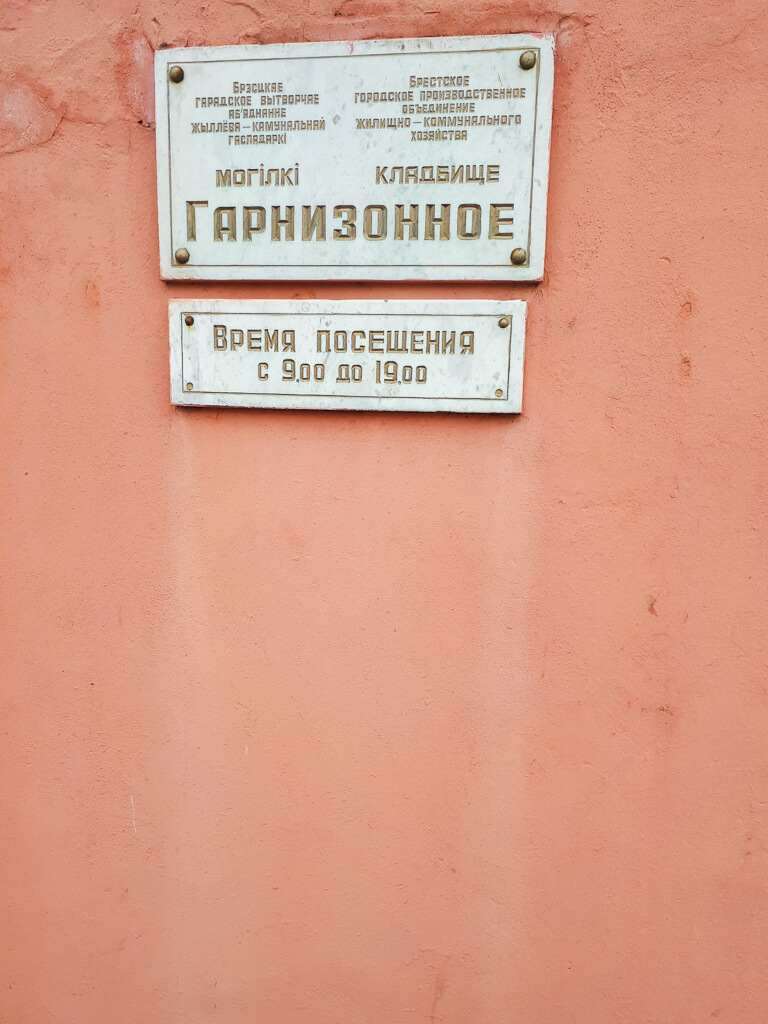 Брэсцкае
гарадское вытворчае
аб'яднанне
жыллёва-камунальнай
гаспадаркі
Брестское
городское производственное
объединение
жилищно-коммунального
хозяйства
могілкі
кладбище
Гарнизонное
Время посещения
с 9.00 до 19.00